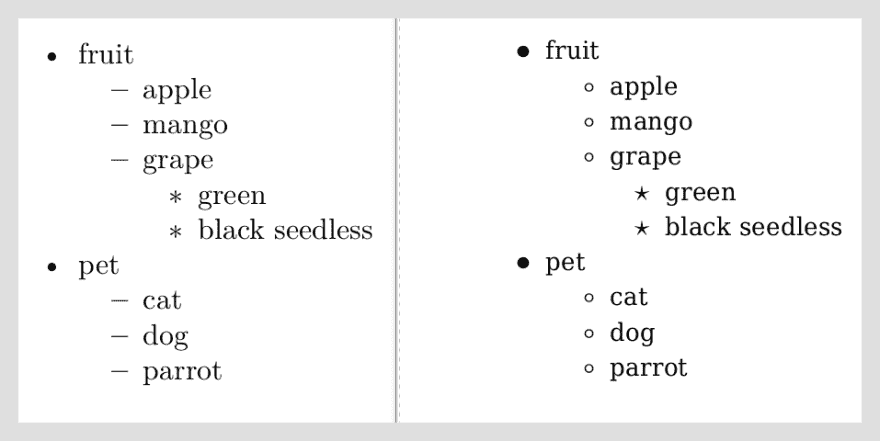 • fruit
– apple
– mango
– grape
∗ green
∗ black seedless
• pet
– cat
– dog
– parrot
• fruit
◦ apple
◦ mango
◦ grape
⋆ green
⋆ black seedless
• pet
◦ cat
◦ dog
◦ parrot